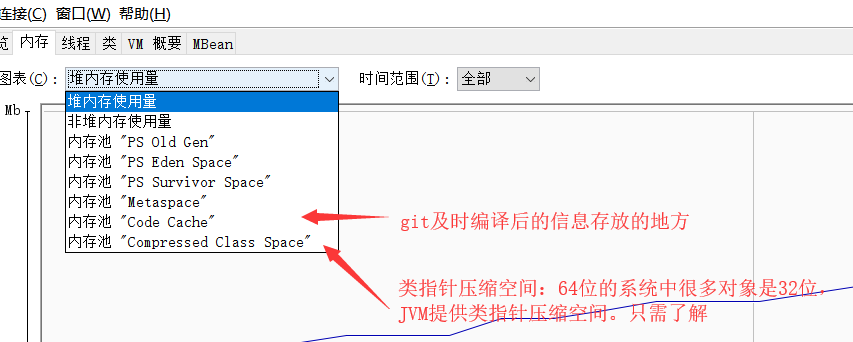 连接(C) 窗口(W) 帮助(H)
览 内存 线程 类 VM 概要 MBean
图表(C)： 堆内存使用量 时间范围(T)： 全部
Mb
堆内存使用量
非堆内存使用量
内存池 "PS Old Gen"
内存池 "PS Eden Space"
内存池 "PS Survivor Space"
内存池 "Metaspace"
内存池 "Code Cache"
内存池 "Compressed Class Space"
git及时编译后的信息存放的地方
类指针压缩空间：64位的系统中很多对象是32位，
JVM提供类指针压缩空间。只需了解